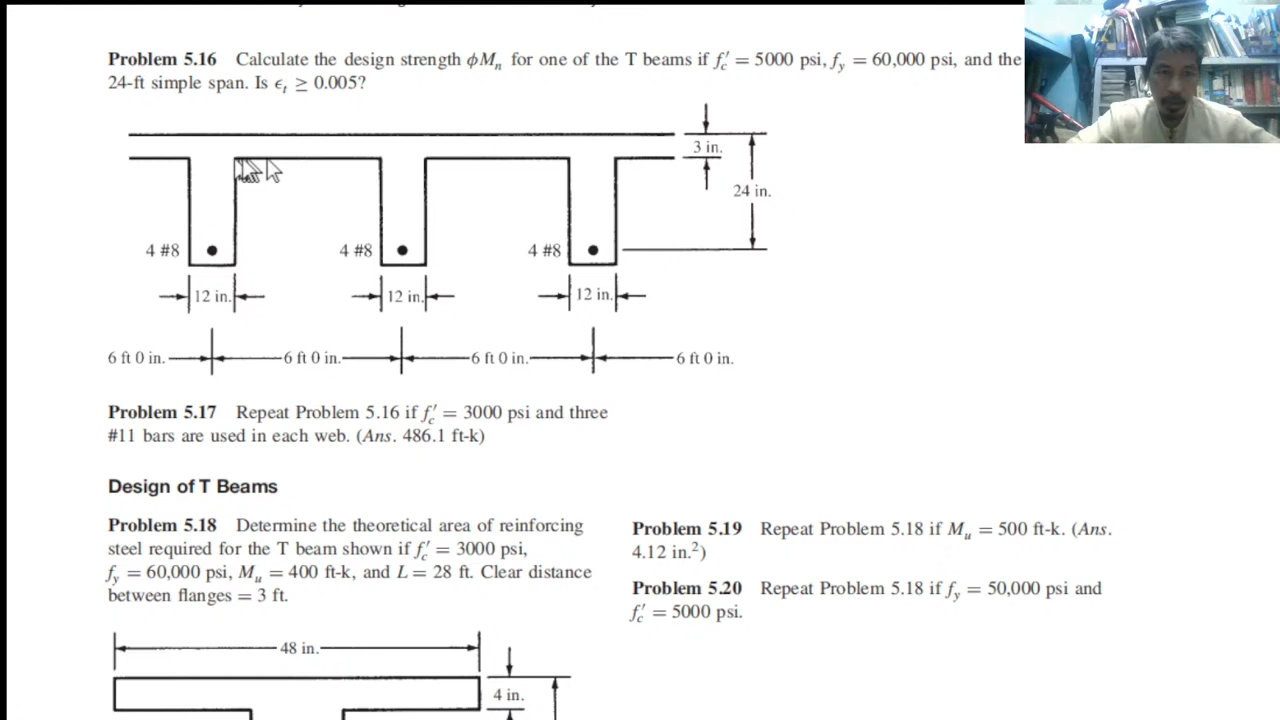 Problem 5.16 Calculate the design strength ϕMn for one of the T beams if f′c = 5000 psi, fy = 60,000 psi, and the
24-ft simple span. Is ϵt ≥ 0.005?
3 in.
24 in.
4 #8
4 #8
4 #8
12 in.
12 in.
12 in.
6 ft 0 in.
6 ft 0 in.
6 ft 0 in.
6 ft 0 in.
Problem 5.17 Repeat Problem 5.16 if f′c = 3000 psi and three
#11 bars are used in each web. (Ans. 486.1 ft-k)
Design of T Beams
Problem 5.18 Determine the theoretical area of reinforcing
steel required for the T beam shown if f′c = 3000 psi,
fy = 60,000 psi, Mu = 400 ft-k, and L = 28 ft. Clear distance
between flanges = 3 ft.
48 in.
4 in.
Problem 5.19 Repeat Problem 5.18 if Mu = 500 ft-k. (Ans.
4.12 in.²)
Problem 5.20 Repeat Problem 5.18 if fy = 50,000 psi and
f′c = 5000 psi.